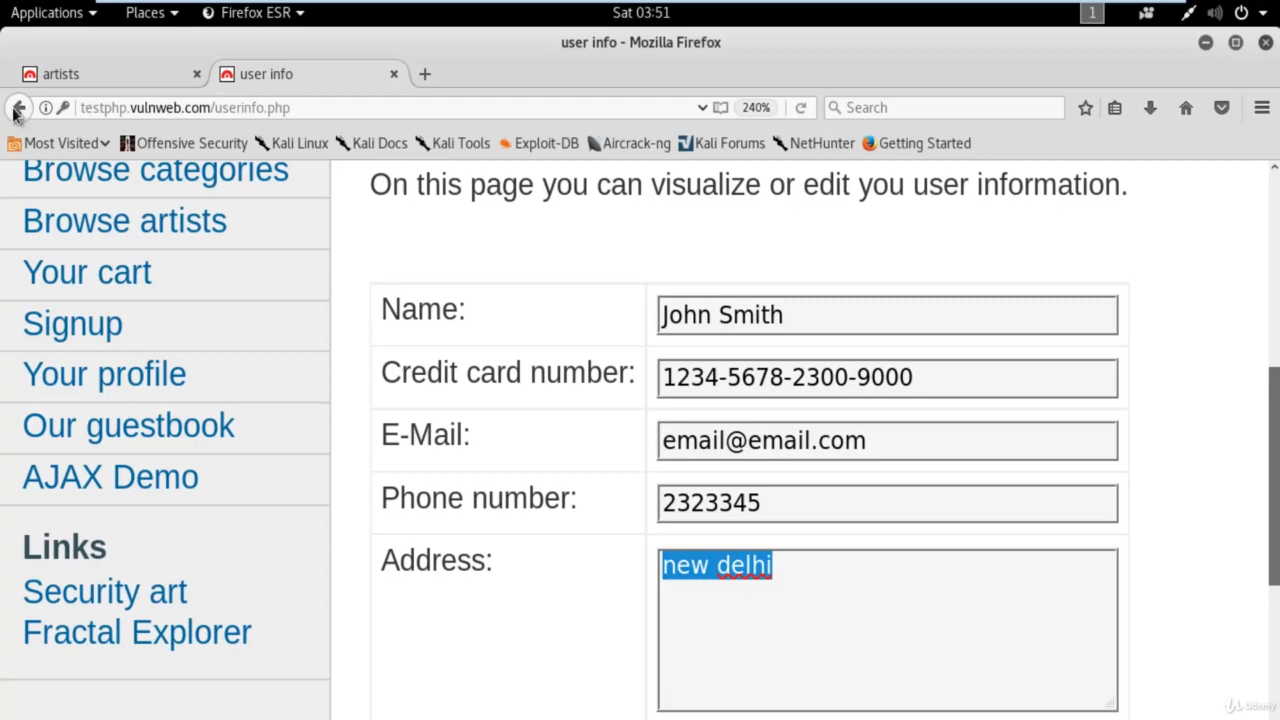 Applications Places Firefox ESR Sat 03:51 1
user info - Mozilla Firefox
artists user info
testphp.vulnweb.com/userinfo.php 240% Search
Most Visited Offensive Security Kali Linux Kali Docs Kali Tools Exploit-DB Aircrack-ng Kali Forums NetHunter Getting Started
Browse categories
Browse artists
Your cart
Signup
Your profile
Our guestbook
AJAX Demo
Links
Security art
Fractal Explorer
On this page you can visualize or edit you user information.
Name: John Smith
Credit card number: 1234-5678-2300-9000
E-Mail: email@email.com
Phone number: 2323345
Address: new delhi
Udemy